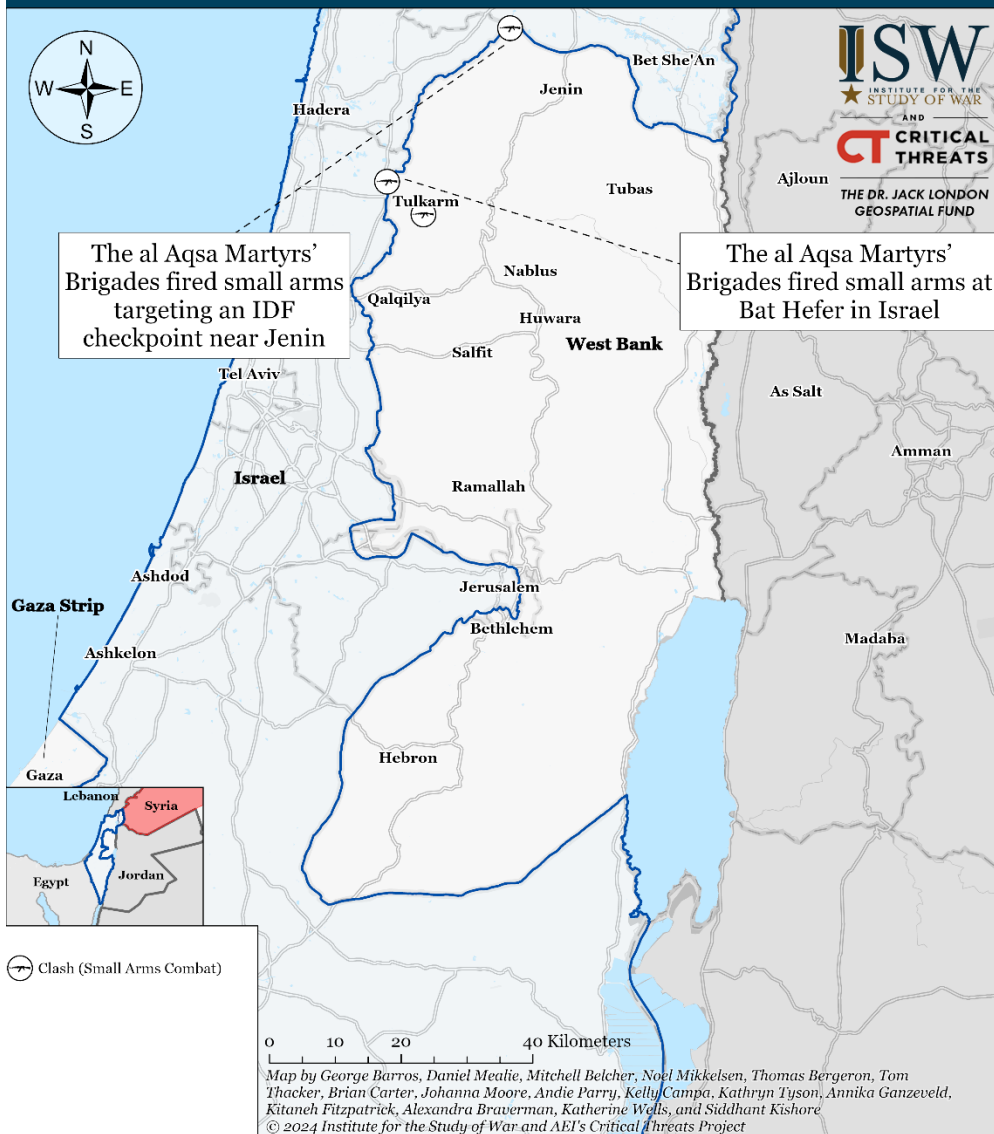 N
W E
S
ISW
INSTITUTE FOR THE
STUDY OF WAR
AND
CT CRITICAL
THREATS
THE DR. JACK LONDON
GEOSPATIAL FUND
Bet She'An
Jenin
Hadera
Ajloun
Tubas
Tulkarm
The al Aqsa Martyrs'
Brigades fired small arms
targeting an IDF
checkpoint near Jenin
The al Aqsa Martyrs'
Brigades fired small arms at
Bat Hefer in Israel
Nablus
Qalqilya
Huwara
West Bank
Salfit
Tel Aviv
As Salt
Amman
Israel
Ramallah
Ashdod
Jerusalem
Gaza Strip
Bethlehem
Madaba
Ashkelon
Hebron
Gaza
Lebanon
Syria
Egypt
Jordan
Clash (Small Arms Combat)
0 10 20 40 Kilometers
Map by George Barros, Daniel Mealie, Mitchell Belcher, Noel Mikkelsen, Thomas Bergeron, Tom
Thacker, Brian Carter, Johanna Moore, Andie Parry, Kelly Campa, Kathryn Tyson, Annika Ganzeveld,
Kitaneh Fitzpatrick, Alexandra Braverman, Katherine Wells, and Siddhant Kishore
© 2024 Institute for the Study of War and AEI's Critical Threats Project